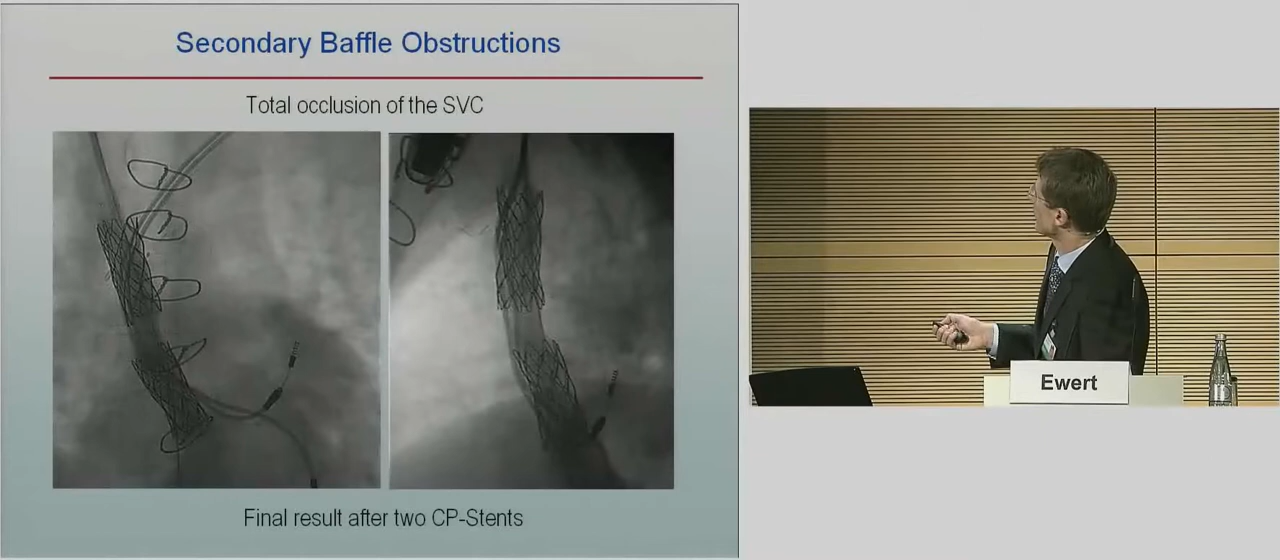 Secondary Baffle Obstructions
Total occlusion of the SVC
Final result after two CP-Stents
Ewert